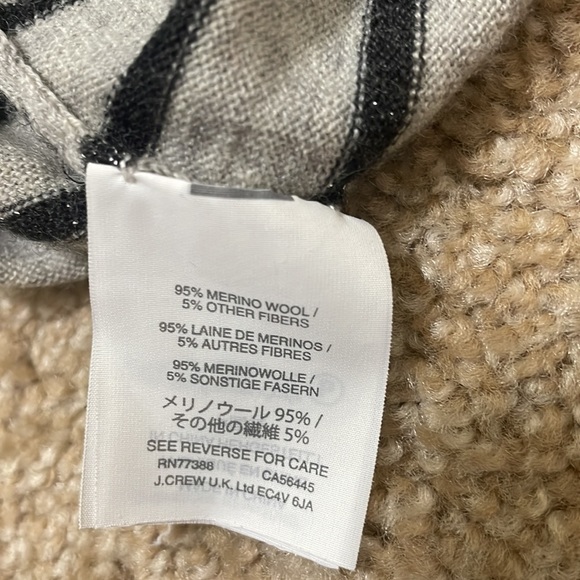 95% MERINO WOOL /
5% OTHER FIBERS
95% LAINE DE MERINOS /
5% AUTRES FIBRES
95% MERINOWOLLE /
5% SONSTIGE FASERN
メリノウール 95% /
その他の繊維 5%
SEE REVERSE FOR CARE
RN77388 CA56445
J.CREW U.K. Ltd EC4V 6JA